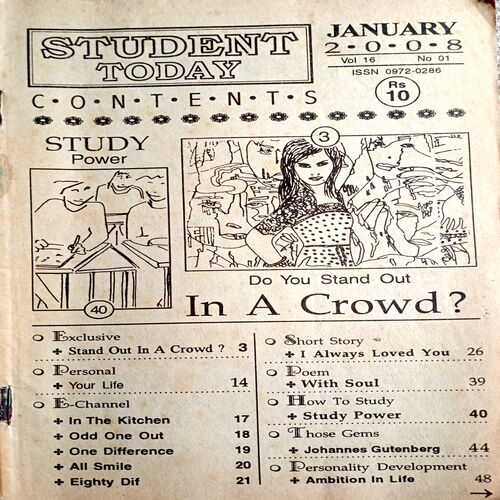 STUDENT
TODAY
JANUARY
2•0•0•8
Vol 16 No 01
ISSN 0972-0286
Rs
10
C•O•N•T•E•N•T•S
STUDY
Power
40
3
Do You Stand Out
In A Crowd?
Exclusive
Stand Out In A Crowd ? 3
Personal
Your Life 14
E-Channel
In The Kitchen 17
Odd One Out 18
One Difference 19
All Smile 20
Eighty Dif 21
Short Story
I Always Loved You 26
Poem
With Soul 39
How To Study
Study Power 40
Those Gems
Johannes Gutenberg 44
Personality Development
Ambition In Life 48